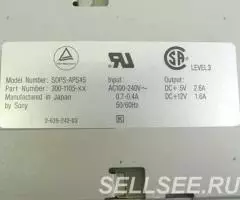 LEVEL 3
Model Number: SOPS-APS45
Part Number: 300-1105-XX
Manufactured in Japan
by Sony
Input:
AC100-240V~
0.7-0.4A
50/60Hz
Output:
DC+ 5V 2.6A
DC+12V 1.6A
K
SELLSEE.RU